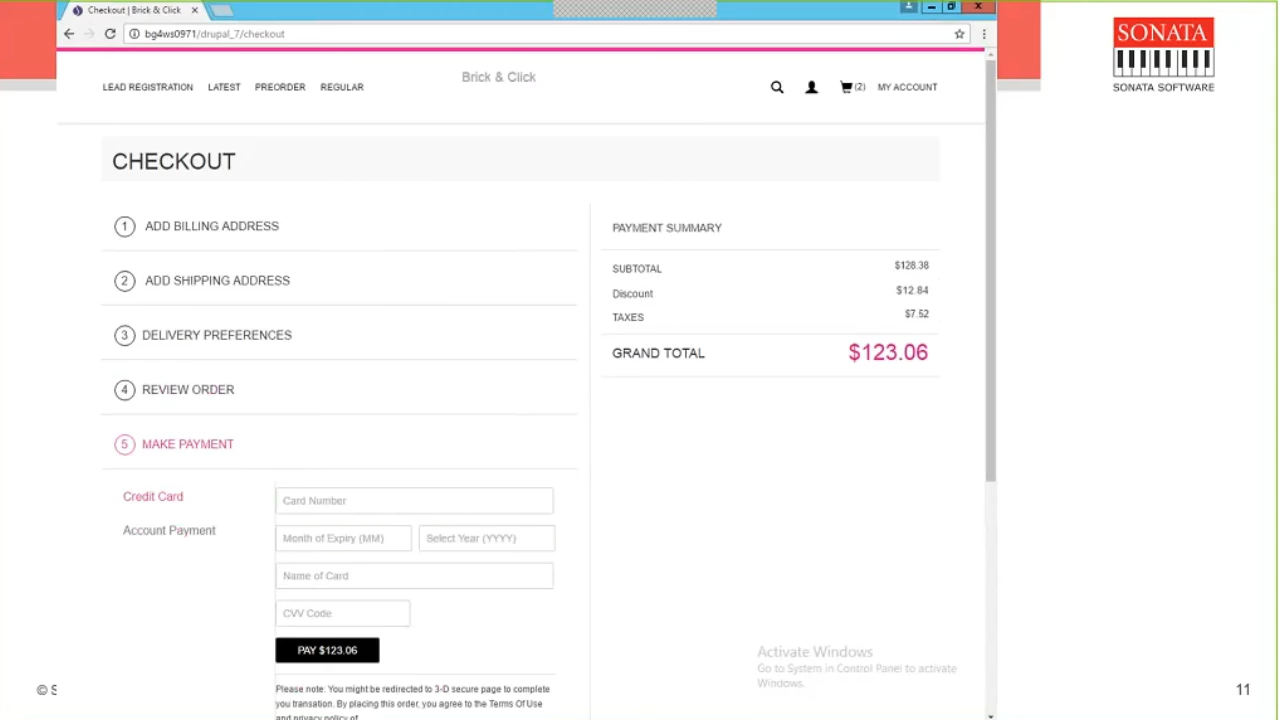 Checkout | Brick & Click
bg4ws0971/drupal_7/checkout
SONATA
SONATA SOFTWARE
Brick & Click
LEAD REGISTRATION LATEST PREORDER REGULAR (2) MY ACCOUNT
CHECKOUT
1 ADD BILLING ADDRESS
2 ADD SHIPPING ADDRESS
3 DELIVERY PREFERENCES
4 REVIEW ORDER
5 MAKE PAYMENT
Credit Card
Account Payment
Card Number
Month of Expiry (MM) Select Year (YYYY)
Name of Card
CVV Code
PAY $123.06
Please note: You might be redirected to 3-D secure page to complete
you transation. By placing this order, you agree to the Terms Of Use
and privacy policy of
PAYMENT SUMMARY
SUBTOTAL $128.38
Discount $12.84
TAXES $7.52
GRAND TOTAL $123.06
Activate Windows
Go to System in Control Panel to activate
Windows.
© S
11